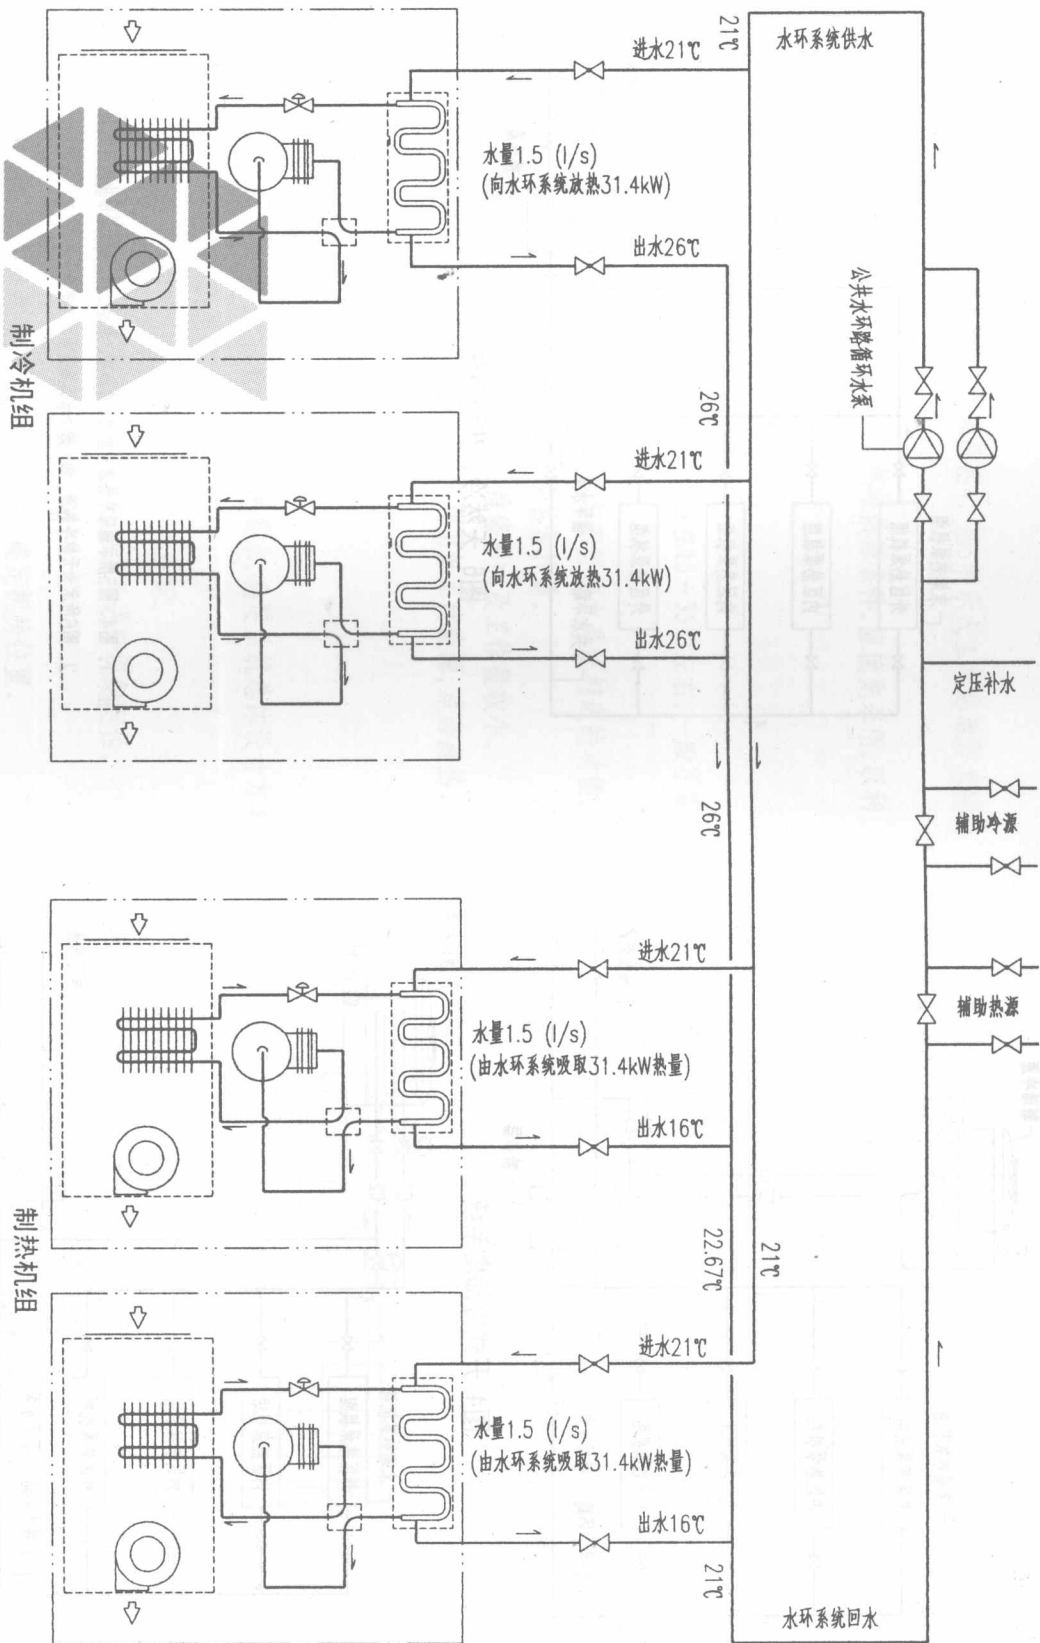 水环系统供水
21℃
进水21℃
水量1.5 (l/s)
(向水环系统放热31.4kW)
出水26℃
公共水环路循环水泵
制冷机组
26℃
进水21℃
水量1.5 (l/s)
(向水环系统放热31.4kW)
出水26℃
定压补水
26℃
辅助冷源
进水21℃
辅助热源
水量1.5 (l/s)
(由水环系统吸取31.4kW热量)
出水16℃
制热机组
22.67℃
21℃
进水21℃
水量1.5 (l/s)
(由水环系统吸取31.4kW热量)
出水16℃
21℃
水环系统回水